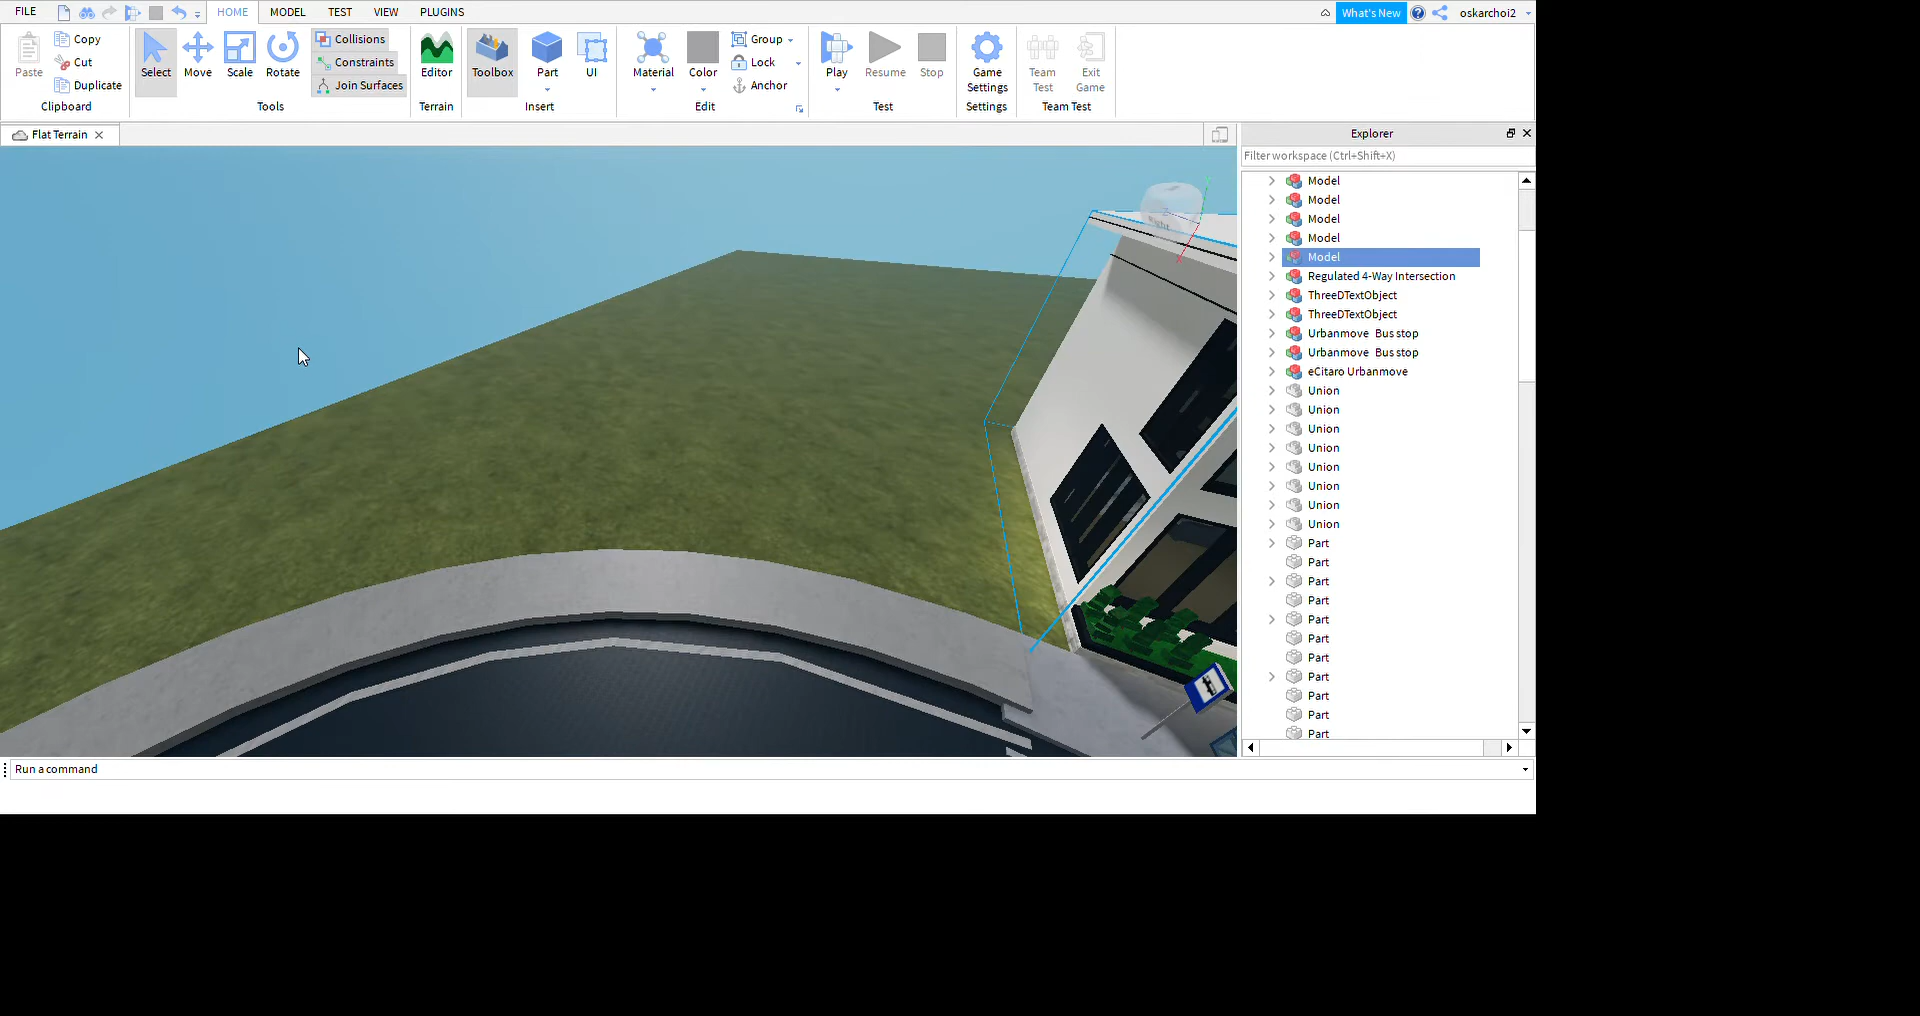 FILE HOME MODEL TEST VIEW PLUGINS What's New oskarchoi2
Paste Copy Cut Duplicate
Clipboard
Select Move Scale Rotate Collisions Constraints Join Surfaces
Tools
Editor
Terrain
Toolbox Part UI
Insert
Material Color Group Lock Anchor
Edit
Play Resume Stop
Test
Game Settings
Settings
Team Test Exit Game
Team Test
Flat Terrain
Explorer
Filter workspace (Ctrl+Shift+X)
Model
Model
Model
Model
Model
Regulated 4-Way Intersection
ThreeDTextObject
ThreeDTextObject
Urbanmove Bus stop
Urbanmove Bus stop
eCitaro Urbanmove
Union
Union
Union
Union
Union
Union
Union
Union
Part
Part
Part
Part
Part
Part
Part
Part
Part
Part
Part
Run a command